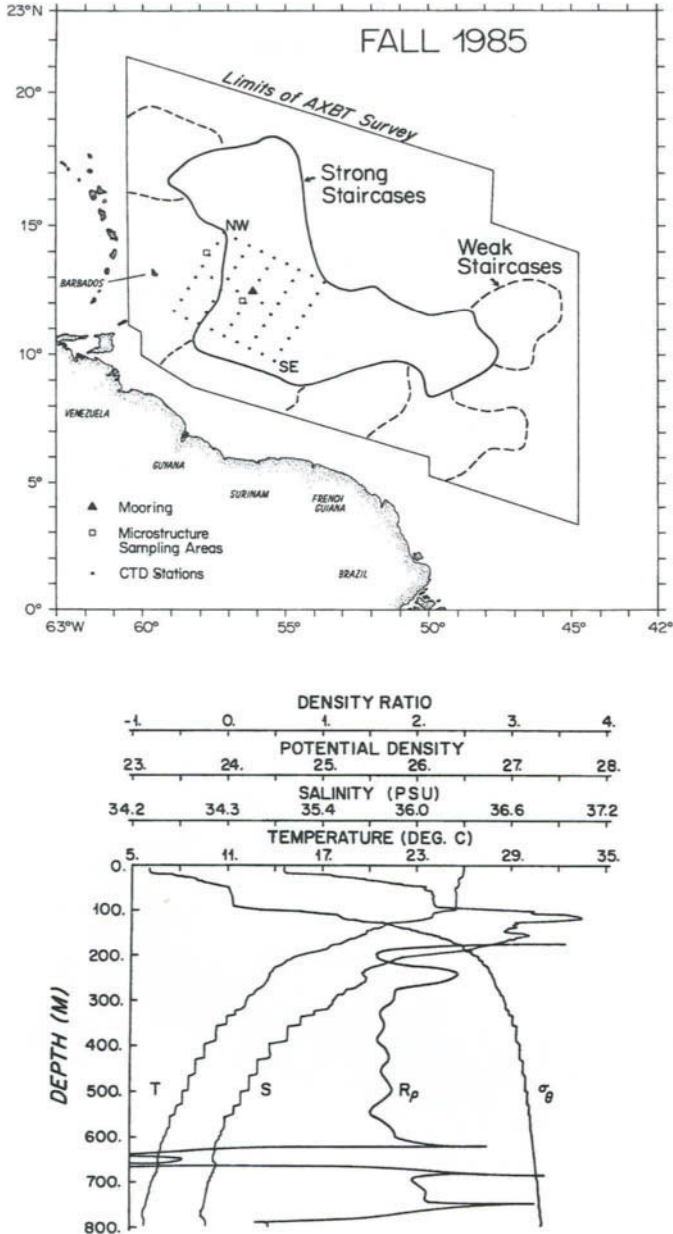 FALL 1985
23°N
20°
15°
10°
5°
0°
63°W 60° 55° 50° 45° 42°
Limits of AXBT Survey
Strong
Staircases
Weak
Staircases
NW
BARBADOS
SE
VENEZUELA
GUYANA
SURINAM
FRENCH
GUIANA
BRAZIL
▲ Mooring
□ Microstructure
Sampling Areas
• CTD Stations
DENSITY RATIO
-1. 0. 1. 2. 3. 4.
POTENTIAL DENSITY
23. 24. 25. 26. 27. 28.
SALINITY (PSU)
34.2 34.3 35.4 36.0 36.6 37.2
TEMPERATURE (DEG. C)
5. 11. 17. 23. 29. 35.
DEPTH (M)
0.
100.
200.
300.
400.
500.
600.
700.
800.
T S Rρ σθ